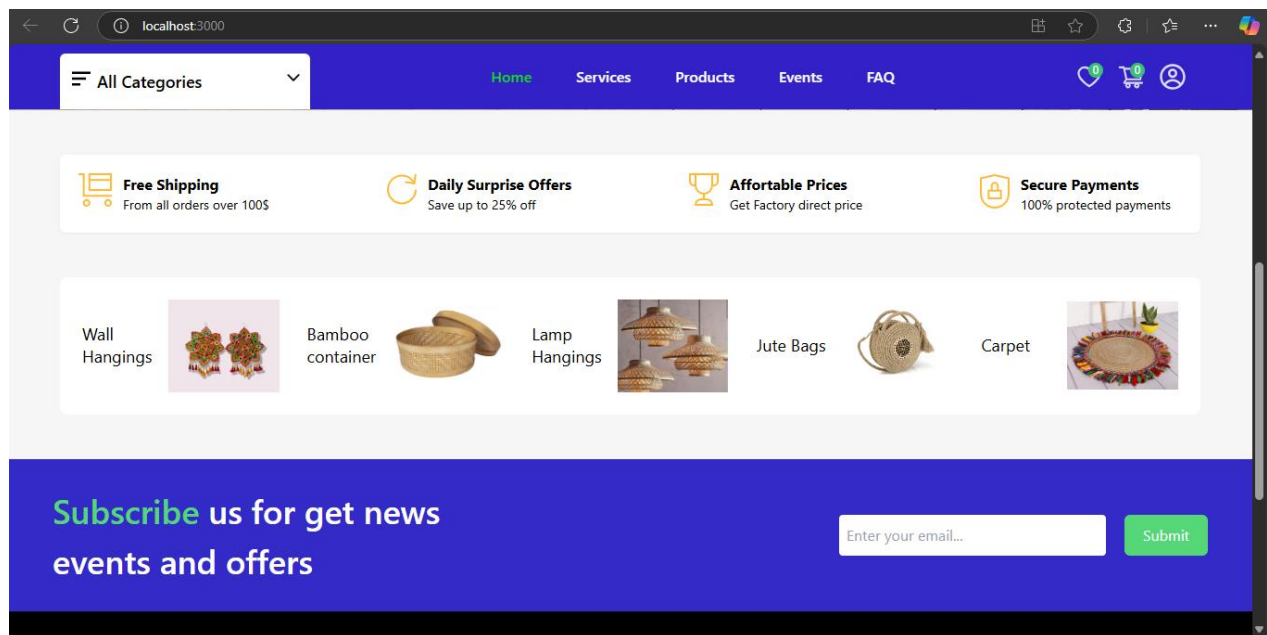 localhost:3000
All Categories
Home Services Products Events FAQ
0 0
Free Shipping
From all orders over 100$
Daily Surprise Offers
Save up to 25% off
Affortable Prices
Get Factory direct price
Secure Payments
100% protected payments
Wall
Hangings
Bamboo
container
Lamp
Hangings
Jute Bags
Carpet
Subscribe us for get news
events and offers
Enter your email...
Submit